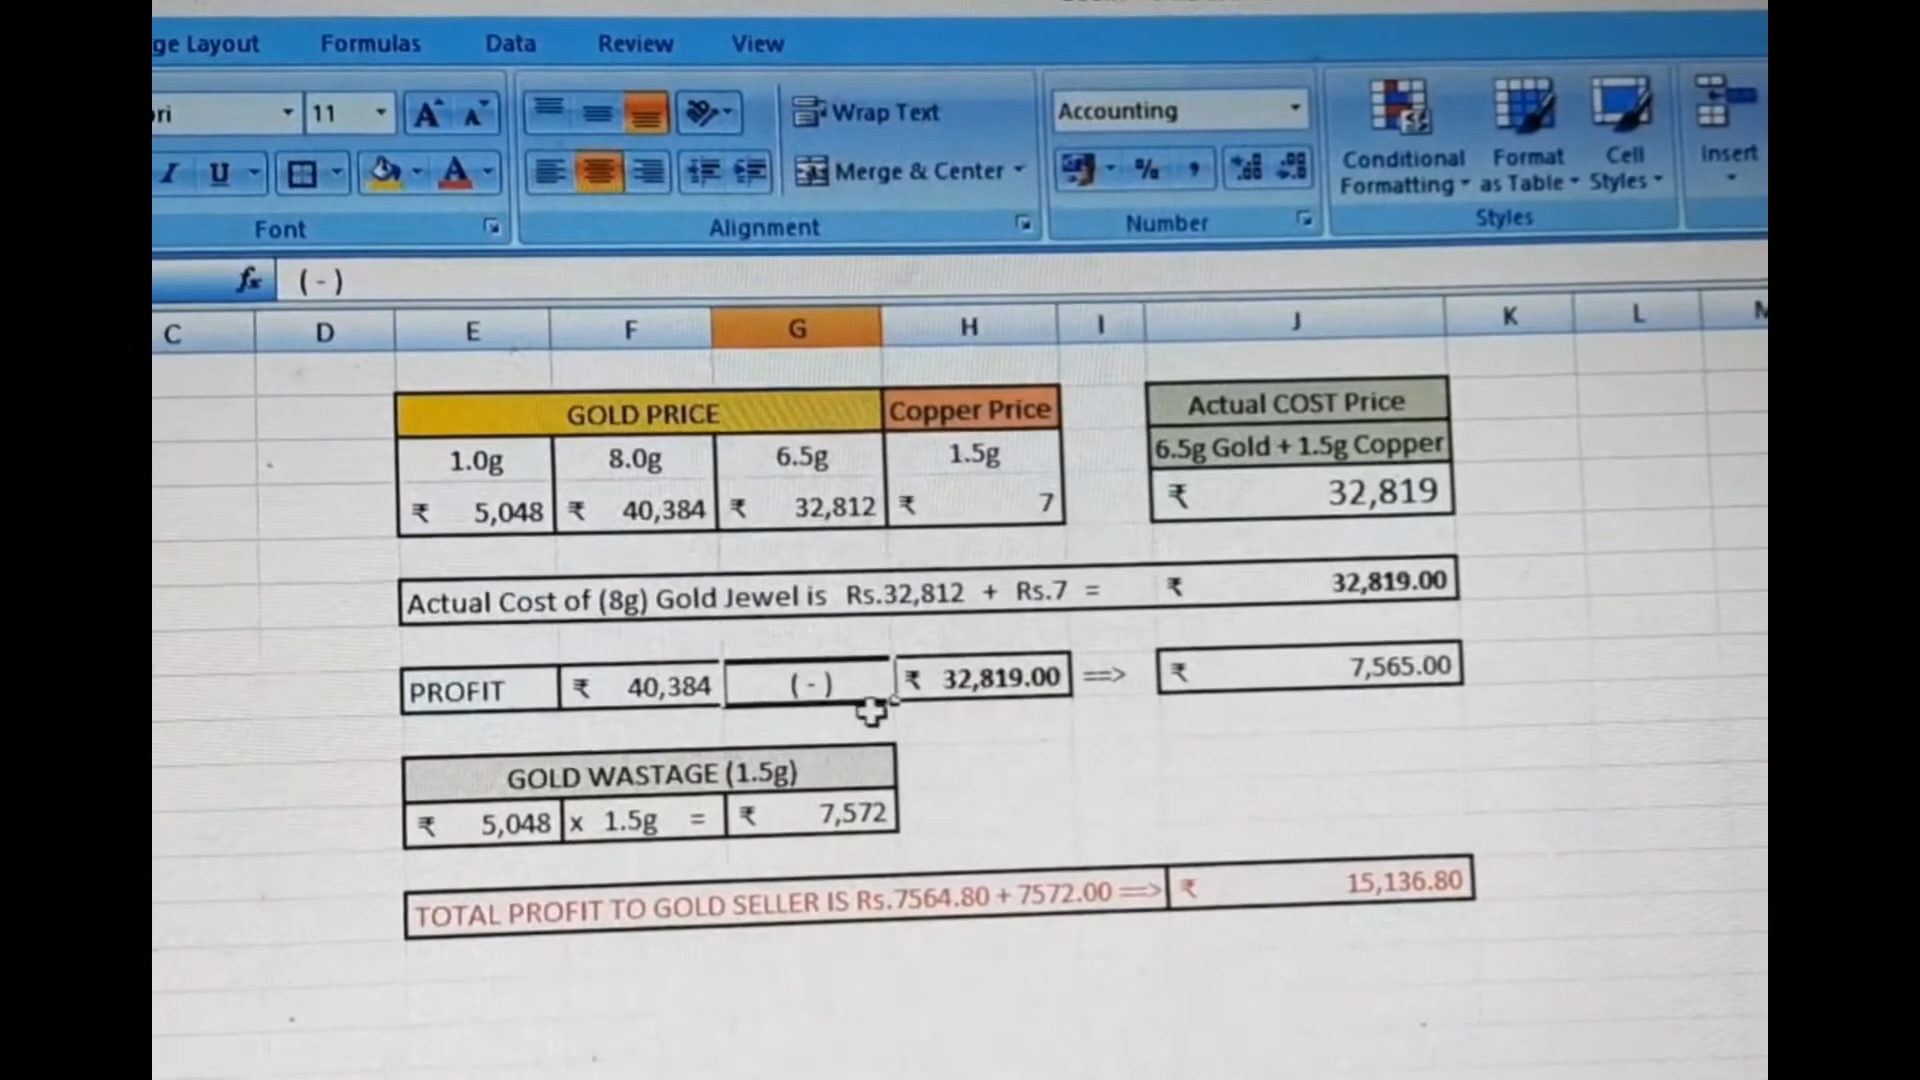 ge Layout Formulas Data Review View
ri 11 A A Wrap Text Accounting
I U A Merge & Center % , Conditional Formatting Format as Table Cell Styles Insert
Font Alignment Number Styles
fx ( - )
C D E F G H I J K L
GOLD PRICE Copper Price Actual COST Price
1.0g 8.0g 6.5g 1.5g 6.5g Gold + 1.5g Copper
₹ 5,048 ₹ 40,384 ₹ 32,812 ₹ 7 ₹ 32,819
Actual Cost of (8g) Gold Jewel is Rs.32,812 + Rs.7 = ₹ 32,819.00
PROFIT ₹ 40,384 ( - ) ₹ 32,819.00 ==> ₹ 7,565.00
GOLD WASTAGE (1.5g)
₹ 5,048 x 1.5g = ₹ 7,572
TOTAL PROFIT TO GOLD SELLER IS Rs.7564.80 + 7572.00 ==> ₹ 15,136.80